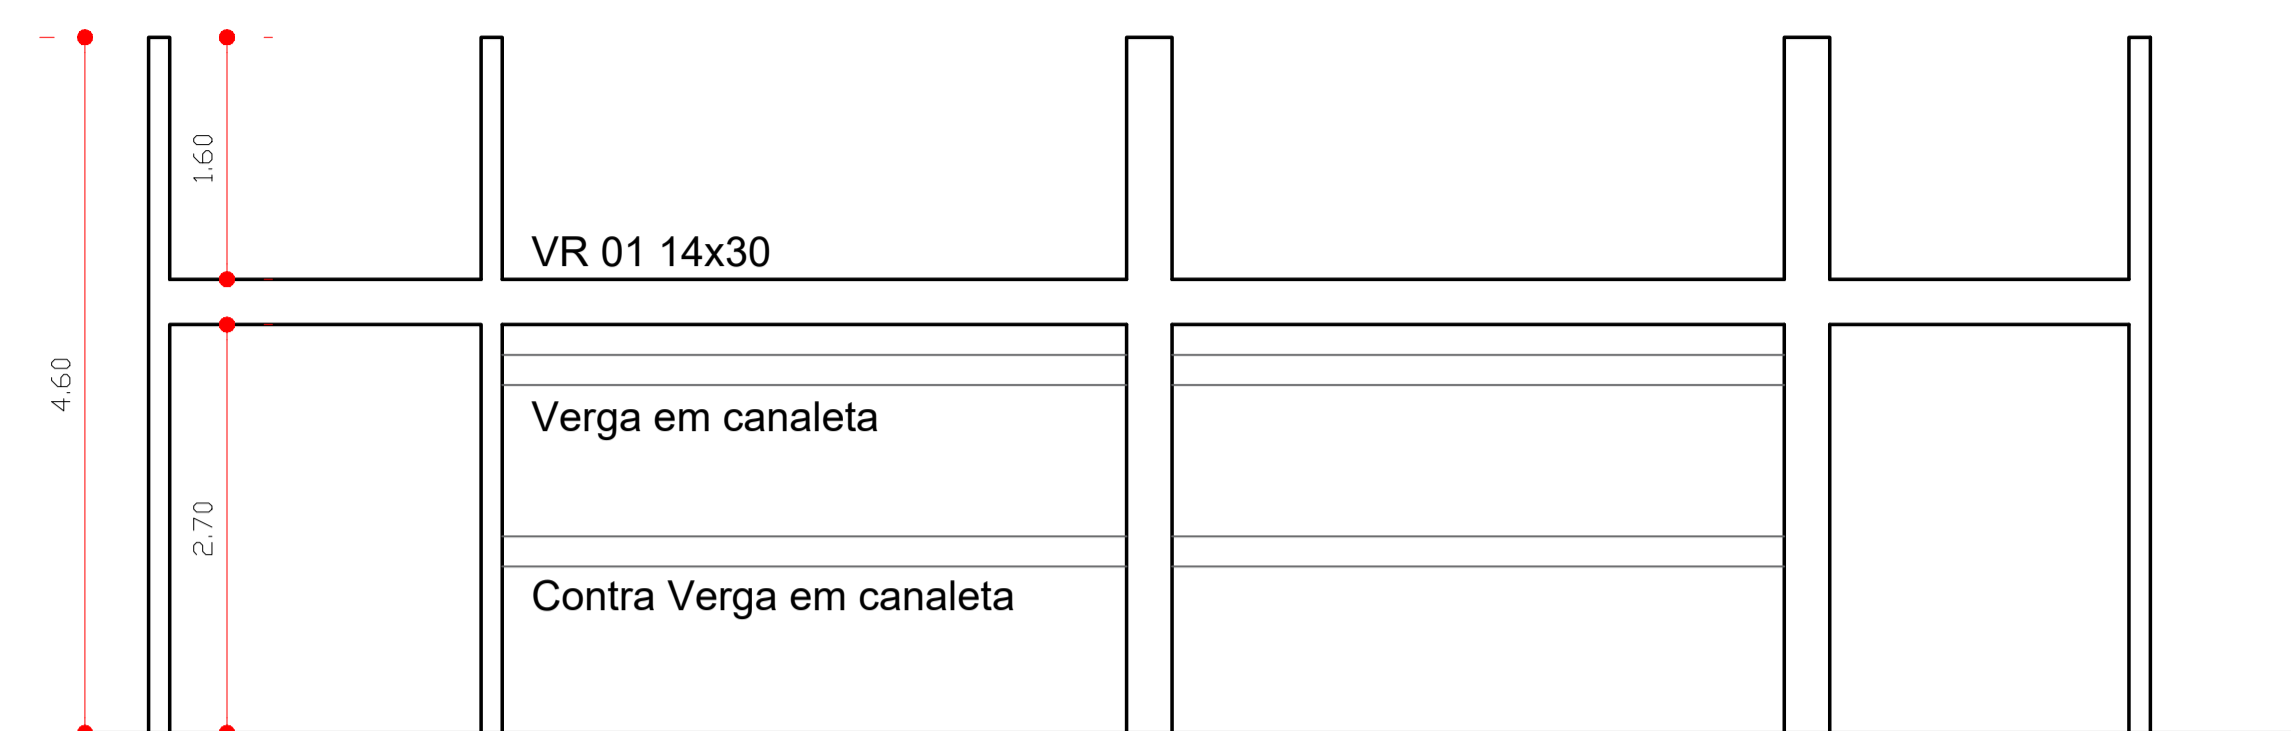 1.60
VR 01 14x30
4.60
Verga em canaleta
2.70
Contra Verga em canaleta